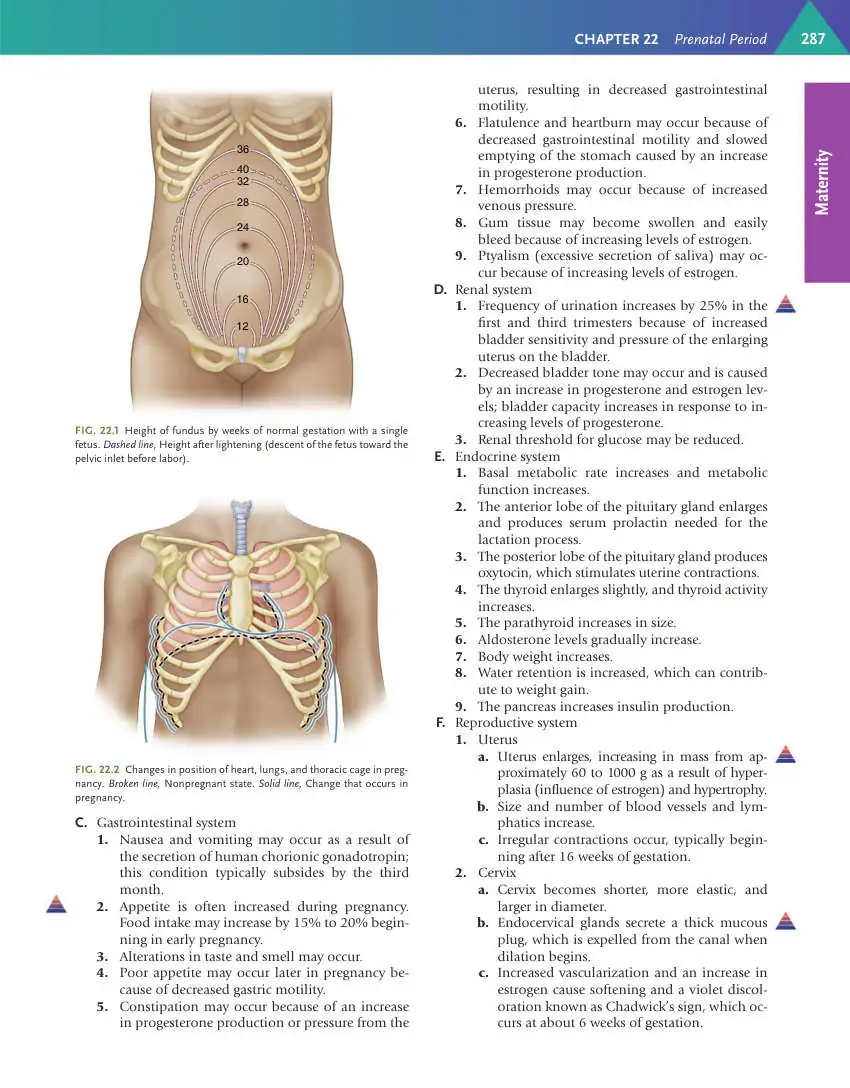 CHAPTER 22 Prenatal Period 287
Maternity
36
40
32
28
24
20
16
12
FIG. 22.1 Height of fundus by weeks of normal gestation with a single
fetus. Dashed line, Height after lightening (descent of the fetus toward the
pelvic inlet before labor).
FIG. 22.2 Changes in position of heart, lungs, and thoracic cage in preg-
nancy. Broken line, Nonpregnant state. Solid line, Change that occurs in
pregnancy.
C. Gastrointestinal system
1. Nausea and vomiting may occur as a result of
the secretion of human chorionic gonadotropin;
this condition typically subsides by the third
month.
2. Appetite is often increased during pregnancy.
Food intake may increase by 15% to 20% begin-
ning in early pregnancy.
3. Alterations in taste and smell may occur.
4. Poor appetite may occur later in pregnancy be-
cause of decreased gastric motility.
5. Constipation may occur because of an increase
in progesterone production or pressure from the
uterus, resulting in decreased gastrointestinal
motility.
6. Flatulence and heartburn may occur because of
decreased gastrointestinal motility and slowed
emptying of the stomach caused by an increase
in progesterone production.
7. Hemorrhoids may occur because of increased
venous pressure.
8. Gum tissue may become swollen and easily
bleed because of increasing levels of estrogen.
9. Ptyalism (excessive secretion of saliva) may oc-
cur because of increasing levels of estrogen.
D. Renal system
1. Frequency of urination increases by 25% in the
first and third trimesters because of increased
bladder sensitivity and pressure of the enlarging
uterus on the bladder.
2. Decreased bladder tone may occur and is caused
by an increase in progesterone and estrogen lev-
els; bladder capacity increases in response to in-
creasing levels of progesterone.
3. Renal threshold for glucose may be reduced.
E. Endocrine system
1. Basal metabolic rate increases and metabolic
function increases.
2. The anterior lobe of the pituitary gland enlarges
and produces serum prolactin needed for the
lactation process.
3. The posterior lobe of the pituitary gland produces
oxytocin, which stimulates uterine contractions.
4. The thyroid enlarges slightly, and thyroid activity
increases.
5. The parathyroid increases in size.
6. Aldosterone levels gradually increase.
7. Body weight increases.
8. Water retention is increased, which can contrib-
ute to weight gain.
9. The pancreas increases insulin production.
F. Reproductive system
1. Uterus
a. Uterus enlarges, increasing in mass from ap-
proximately 60 to 1000 g as a result of hyper-
plasia (influence of estrogen) and hypertrophy.
b. Size and number of blood vessels and lym-
phatics increase.
c. Irregular contractions occur, typically begin-
ning after 16 weeks of gestation.
2. Cervix
a. Cervix becomes shorter, more elastic, and
larger in diameter.
b. Endocervical glands secrete a thick mucous
plug, which is expelled from the canal when
dilation begins.
c. Increased vascularization and an increase in
estrogen cause softening and a violet discol-
oration known as Chadwick's sign, which oc-
curs at about 6 weeks of gestation.